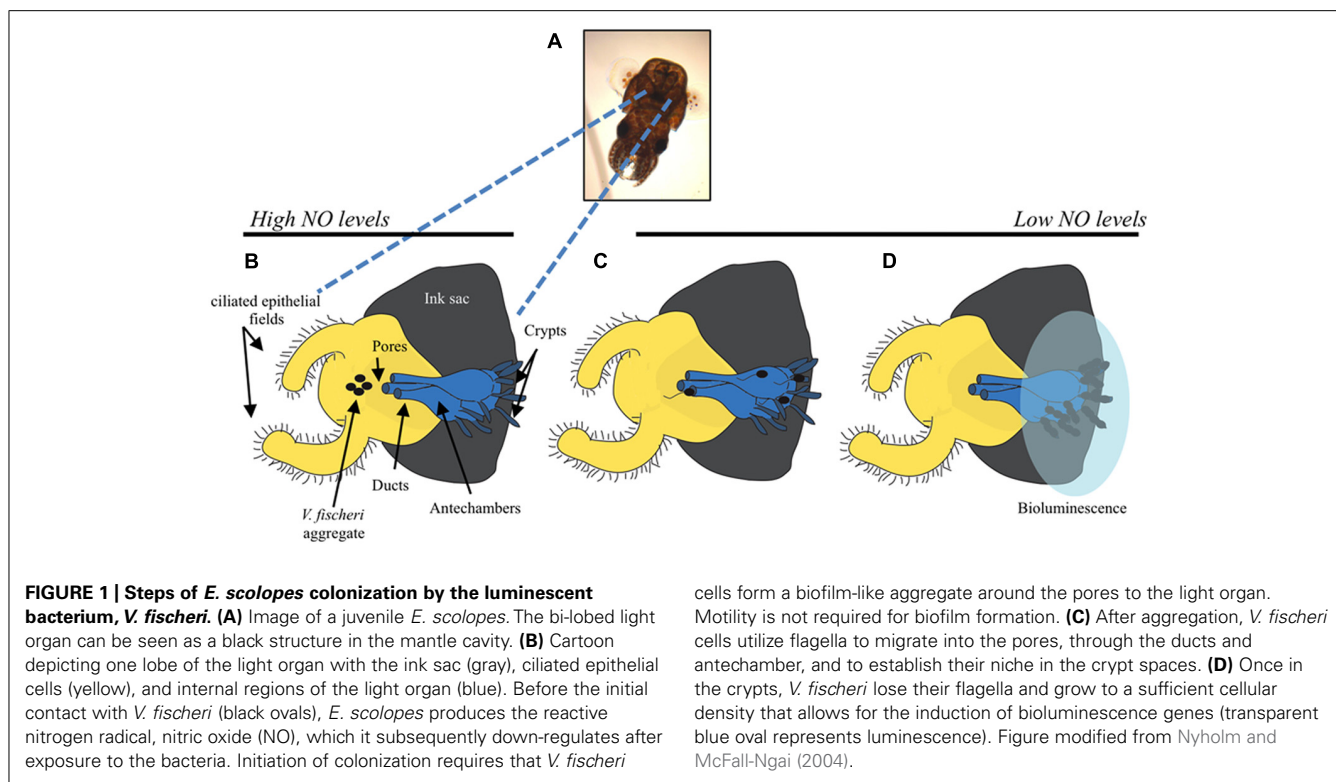 A
High NO levels
Low NO levels
B
C
D
ciliated epithelial
fields
Ink sac
Crypts
Pores
Ducts
Antechambers
V. fischeri
aggregate
Bioluminescence
FIGURE 1 | Steps of E. scolopes colonization by the luminescent
bacterium, V. fischeri. (A) Image of a juvenile E. scolopes. The bi-lobed light
organ can be seen as a black structure in the mantle cavity. (B) Cartoon
depicting one lobe of the light organ with the ink sac (gray), ciliated epithelial
cells (yellow), and internal regions of the light organ (blue). Before the initial
contact with V. fischeri (black ovals), E. scolopes produces the reactive
nitrogen radical, nitric oxide (NO), which it subsequently down-regulates after
exposure to the bacteria. Initiation of colonization requires that V. fischeri
cells form a biofilm-like aggregate around the pores to the light organ.
Motility is not required for biofilm formation. (C) After aggregation, V. fischeri
cells utilize flagella to migrate into the pores, through the ducts and
antechamber, and to establish their niche in the crypt spaces. (D) Once in
the crypts, V. fischeri lose their flagella and grow to a sufficient cellular
density that allows for the induction of bioluminescence genes (transparent
blue oval represents luminescence). Figure modified from Nyholm and
McFall-Ngai (2004).